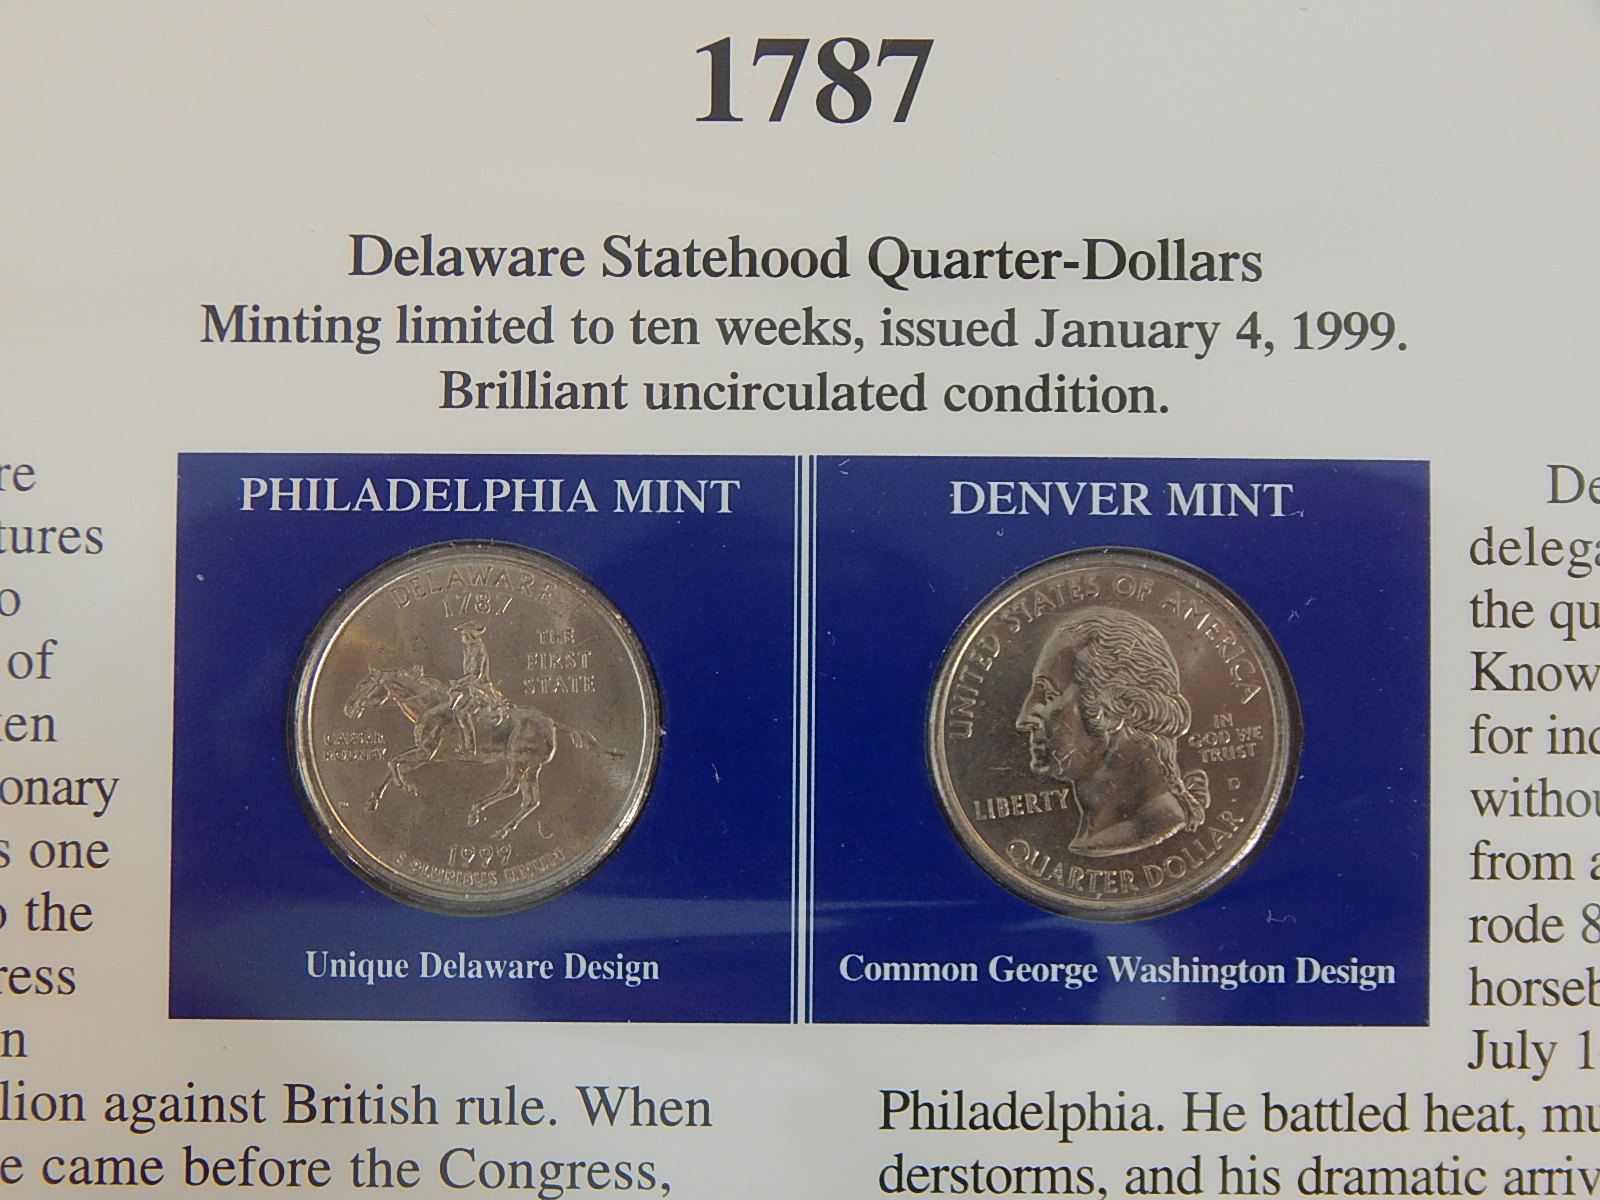 1787
Delaware Statehood Quarter-Dollars
Minting limited to ten weeks, issued January 4, 1999.
Brilliant uncirculated condition.
PHILADELPHIA MINT
DELAWARE
1787
THE
FIRST
STATE
CAESAR
RODNEY
1999
E PLURIBUS UNUM
Unique Delaware Design
DENVER MINT
UNITED STATES OF AMERICA
IN
GOD WE
TRUST
D
LIBERTY
QUARTER DOLLAR
Common George Washington Design
re
tures
o
of
en
onary
s one
o the
ress
n
lion against British rule. When
e came before the Congress,
De
delega
the qu
Know
for ind
withou
from a
rode 8
horseb
July 1
Philadelphia. He battled heat, mu
derstorms, and his dramatic arriv